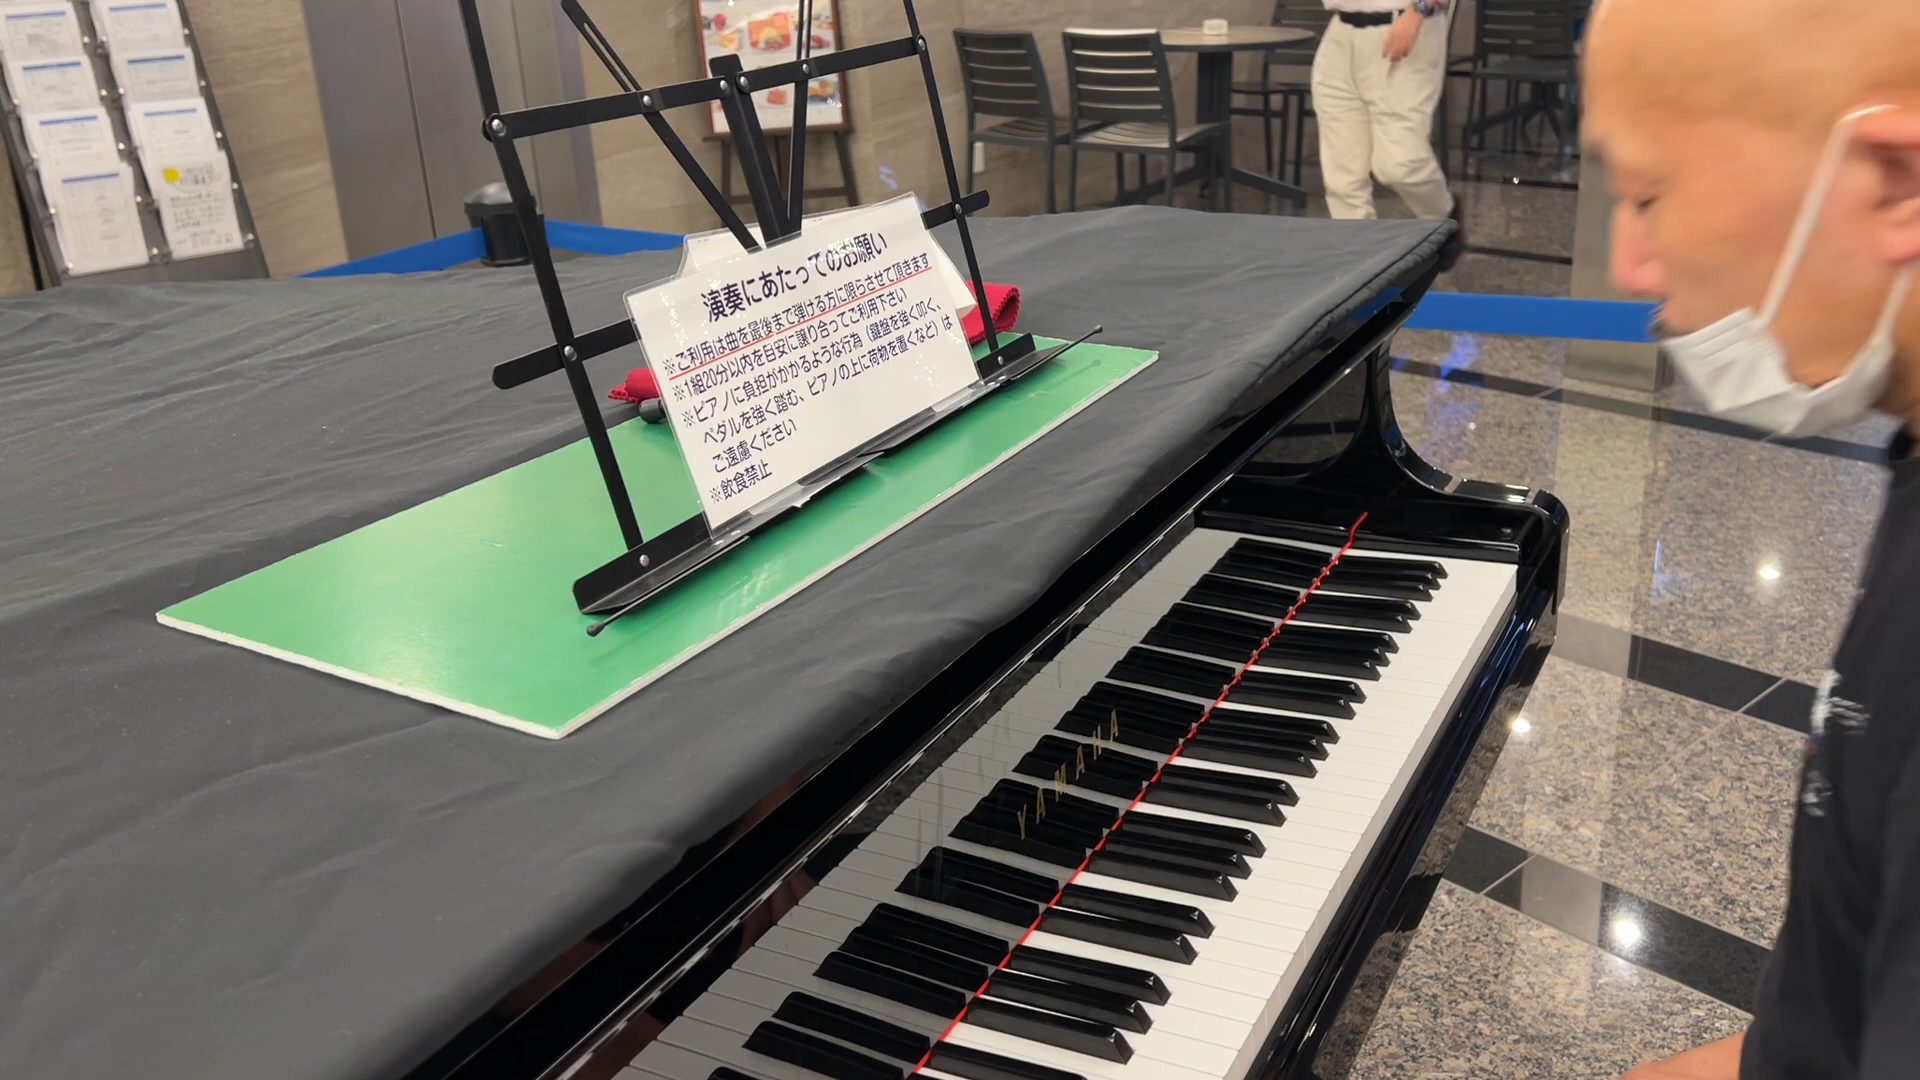 演奏にあたってのお願い
※ご利用は曲を最後まで弾ける方に限らせて頂きます
※1組20分以内を目安に譲り合ってご利用下さい
※ピアノに負担がかかるような行為（鍵盤を強く叩く、
ペダルを強く踏む、ピアノの上に荷物を置くなど）は
ご遠慮ください
※飲食禁止
YAMAHA